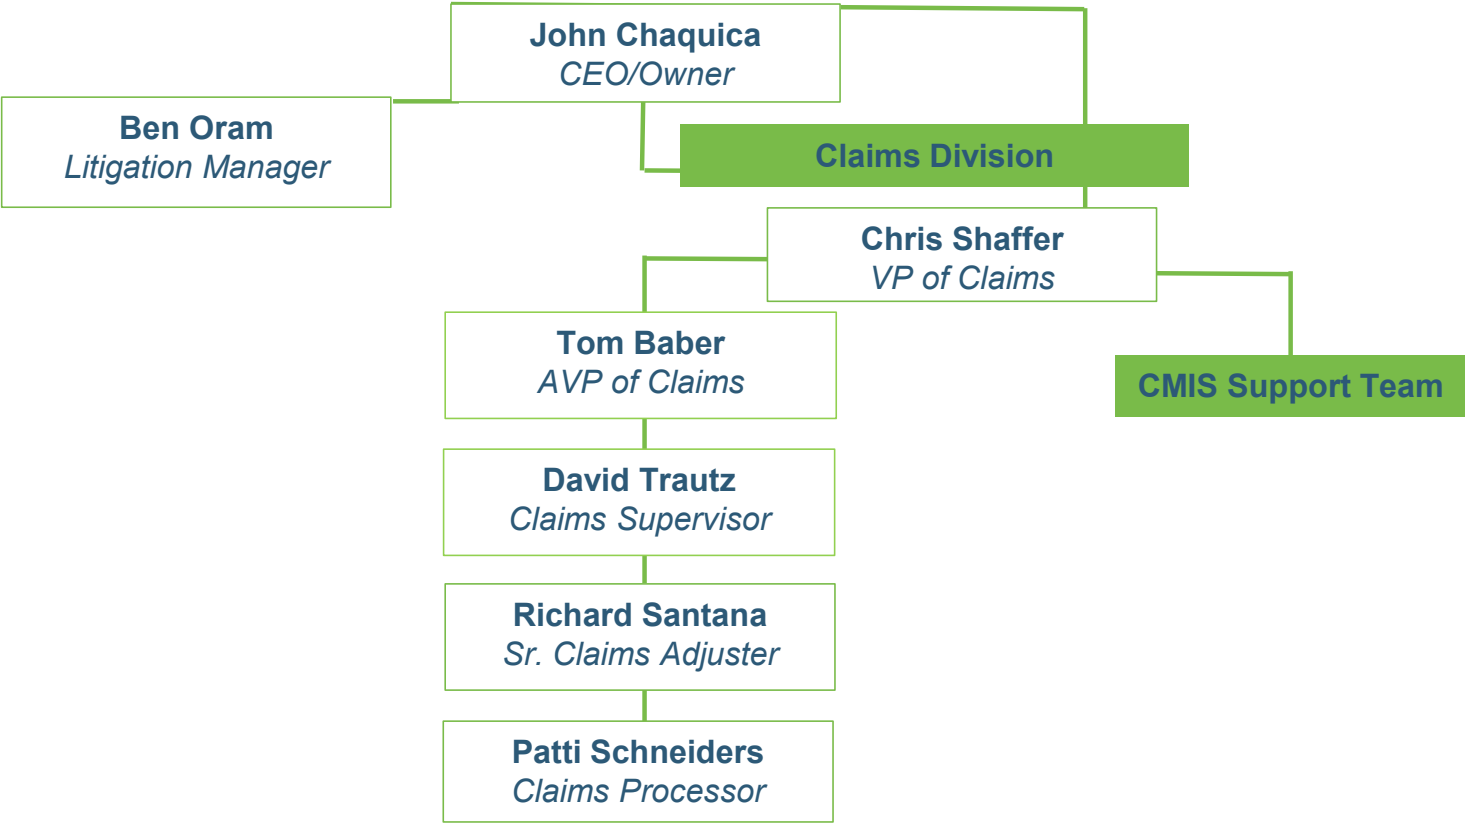 John Chaquica
CEO/Owner
Ben Oram
Litigation Manager
Claims Division
Chris Shaffer
VP of Claims
Tom Baber
AVP of Claims
CMIS Support Team
David Trautz
Claims Supervisor
Richard Santana
Sr. Claims Adjuster
Patti Schneiders
Claims Processor